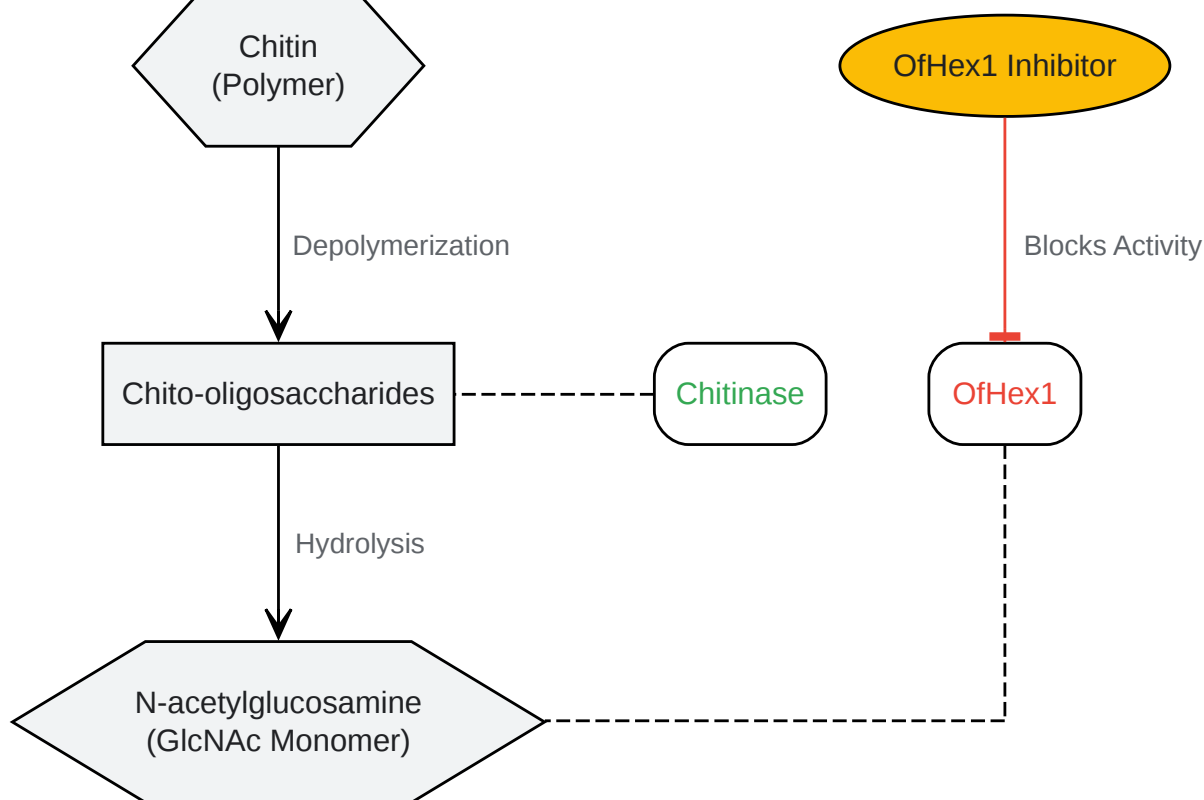 Chitin
(Polymer)
OfHex1 Inhibitor
Depolymerization
Blocks Activity
Chito-oligosaccharides
Chitinase
OfHex1
Hydrolysis
N-acetylglucosamine
(GlcNAc Monomer)